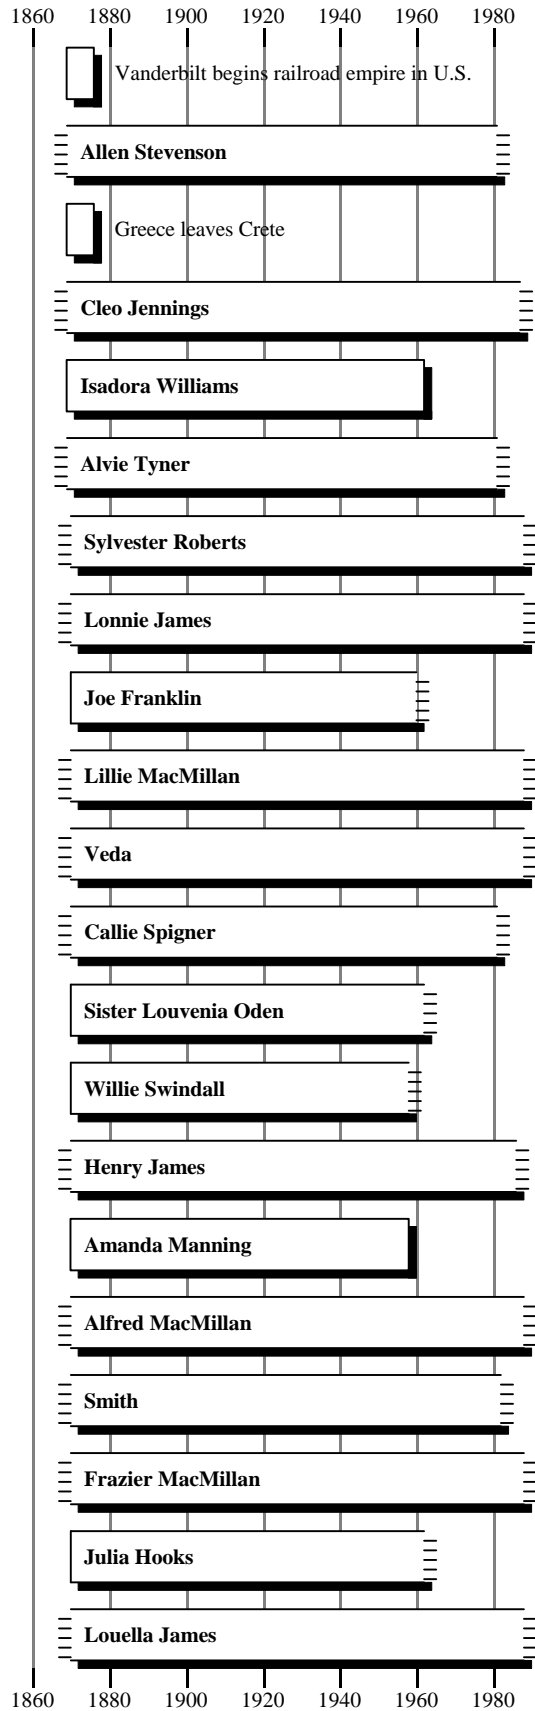 1860 1880 1900 1920 1940 1960 1980
Vanderbilt begins railroad empire in U.S.
Allen Stevenson
Greece leaves Crete
Cleo Jennings
Isadora Williams
Alvie Tyner
Sylvester Roberts
Lonnie James
Joe Franklin
Lillie MacMillan
Veda
Callie Spigner
Sister Louvenia Oden
Willie Swindall
Henry James
Amanda Manning
Alfred MacMillan
Smith
Frazier MacMillan
Julia Hooks
Louella James
1860 1880 1900 1920 1940 1960 1980